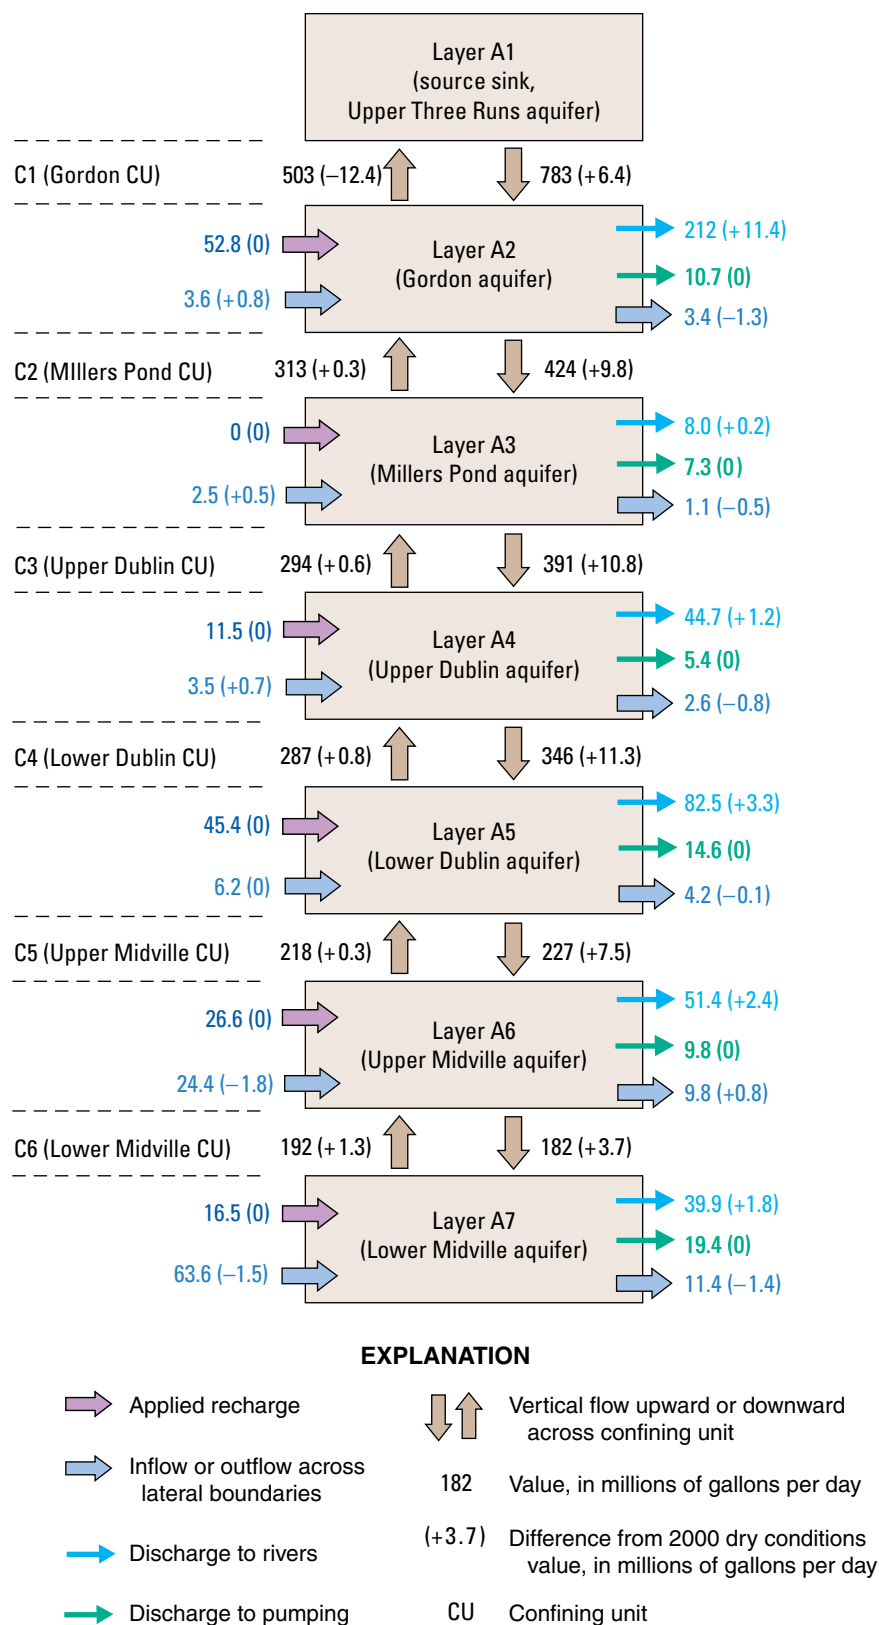 Layer A1
(source sink,
Upper Three Runs aquifer)
C1 (Gordon CU)
503 (−12.4)
783 (+6.4)
52.8 (0)
3.6 (+0.8)
Layer A2
(Gordon aquifer)
212 (+11.4)
10.7 (0)
3.4 (−1.3)
C2 (MIllers Pond CU)
313 (+0.3)
424 (+9.8)
0 (0)
2.5 (+0.5)
Layer A3
(Millers Pond aquifer)
8.0 (+0.2)
7.3 (0)
1.1 (−0.5)
C3 (Upper Dublin CU)
294 (+0.6)
391 (+10.8)
11.5 (0)
3.5 (+0.7)
Layer A4
(Upper Dublin aquifer)
44.7 (+1.2)
5.4 (0)
2.6 (−0.8)
C4 (Lower Dublin CU)
287 (+0.8)
346 (+11.3)
45.4 (0)
6.2 (0)
Layer A5
(Lower Dublin aquifer)
82.5 (+3.3)
14.6 (0)
4.2 (−0.1)
C5 (Upper Midville CU)
218 (+0.3)
227 (+7.5)
26.6 (0)
24.4 (−1.8)
Layer A6
(Upper Midville aquifer)
51.4 (+2.4)
9.8 (0)
9.8 (+0.8)
C6 (Lower Midville CU)
192 (+1.3)
182 (+3.7)
16.5 (0)
63.6 (−1.5)
Layer A7
(Lower Midville aquifer)
39.9 (+1.8)
19.4 (0)
11.4 (−1.4)
EXPLANATION
Applied recharge
Inflow or outflow across
lateral boundaries
Discharge to rivers
Discharge to pumping
Vertical flow upward or downward
across confining unit
182 Value, in millions of gallons per day
(+3.7) Difference from 2000 dry conditions
value, in millions of gallons per day
CU Confining unit